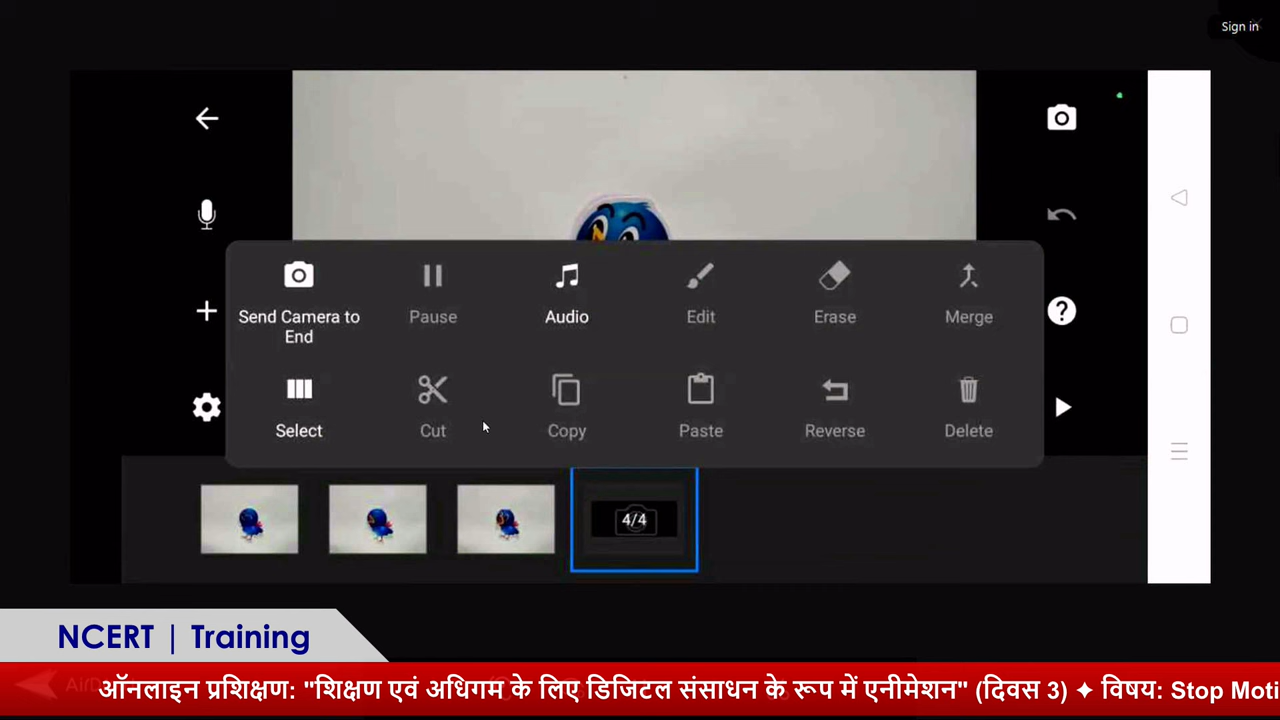 Sign in
Send Camera to End
Pause
Audio
Edit
Erase
Merge
Select
Cut
Copy
Paste
Reverse
Delete
4/4
NCERT | Training
ऑनलाइन प्रशिक्षण: "शिक्षण एवं अधिगम के लिए डिजिटल संसाधन के रूप में एनीमेशन" (दिवस 3) ✦ विषय: Stop Moti